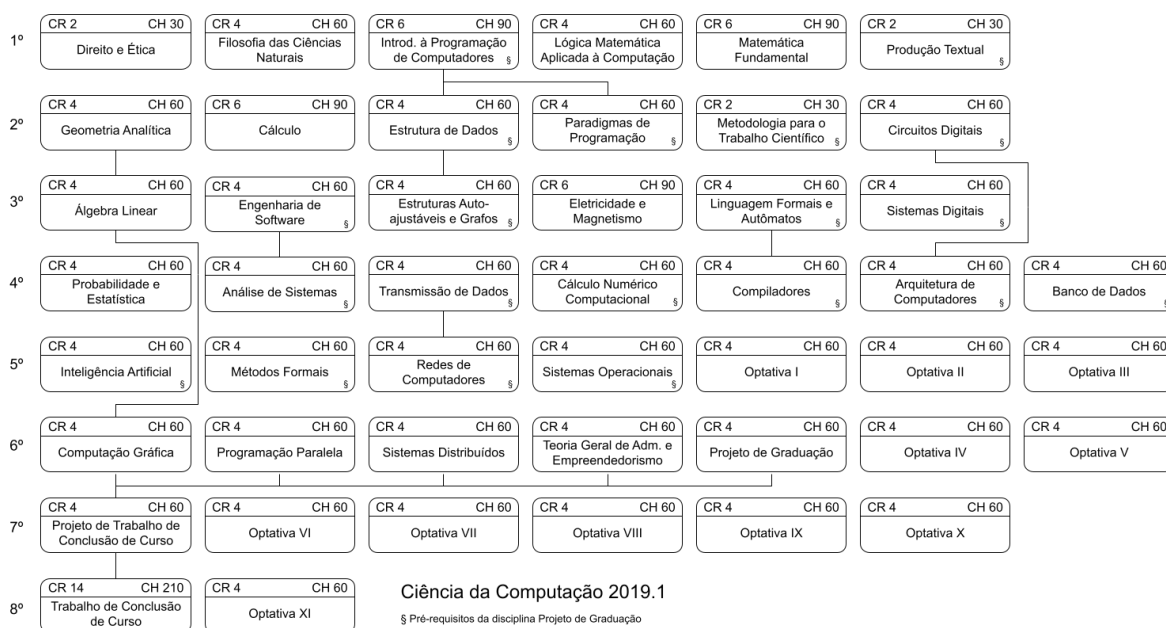 CR 2 CH 30 CR 4 CH 60 CR 6 CH 90 CR 4 CH 60 CR 6 CH 90 CR 2 CH 30
1º Direito e Ética Filosofia das Ciências Naturais Introd. à Programação de Computadores § Lógica Matemática Aplicada à Computação Matemática Fundamental Produção Textual §
CR 4 CH 60 CR 6 CH 90 CR 4 CH 60 CR 4 CH 60 CR 2 CH 30 CR 4 CH 60
2º Geometria Analítica Cálculo Estrutura de Dados § Paradigmas de Programação § Metodologia para o Trabalho Científico § Circuitos Digitais §
CR 4 CH 60 CR 4 CH 60 CR 4 CH 60 CR 6 CH 90 CR 4 CH 60 CR 4 CH 60
3º Álgebra Linear Engenharia de Software § Estruturas Auto-ajustáveis e Grafos § Eletricidade e Magnetismo Linguagem Formais e Autômatos § Sistemas Digitais §
CR 4 CH 60 CR 4 CH 60 CR 4 CH 60 CR 4 CH 60 CR 4 CH 60 CR 4 CH 60 CR 4 CH 60
4º Probabilidade e Estatística Análise de Sistemas § Transmissão de Dados § Cálculo Numérico Computacional § Compiladores § Arquitetura de Computadores § Banco de Dados §
CR 4 CH 60 CR 4 CH 60 CR 4 CH 60 CR 4 CH 60 CR 4 CH 60 CR 4 CH 60 CR 4 CH 60
5º Inteligência Artificial § Métodos Formais § Redes de Computadores § Sistemas Operacionais § Optativa I Optativa II Optativa III
CR 4 CH 60 CR 4 CH 60 CR 4 CH 60 CR 4 CH 60 CR 4 CH 60 CR 4 CH 60 CR 4 CH 60
6º Computação Gráfica Programação Paralela Sistemas Distribuídos Teoria Geral de Adm. e Empreendedorismo Projeto de Graduação Optativa IV Optativa V
CR 4 CH 60 CR 4 CH 60 CR 4 CH 60 CR 4 CH 60 CR 4 CH 60 CR 4 CH 60
7º Projeto de Trabalho de Conclusão de Curso Optativa VI Optativa VII Optativa VIII Optativa IX Optativa X
CR 14 CH 210 CR 4 CH 60
8º Trabalho de Conclusão de Curso Optativa XI
Ciência da Computação 2019.1
§ Pré-requisitos da disciplina Projeto de Graduação